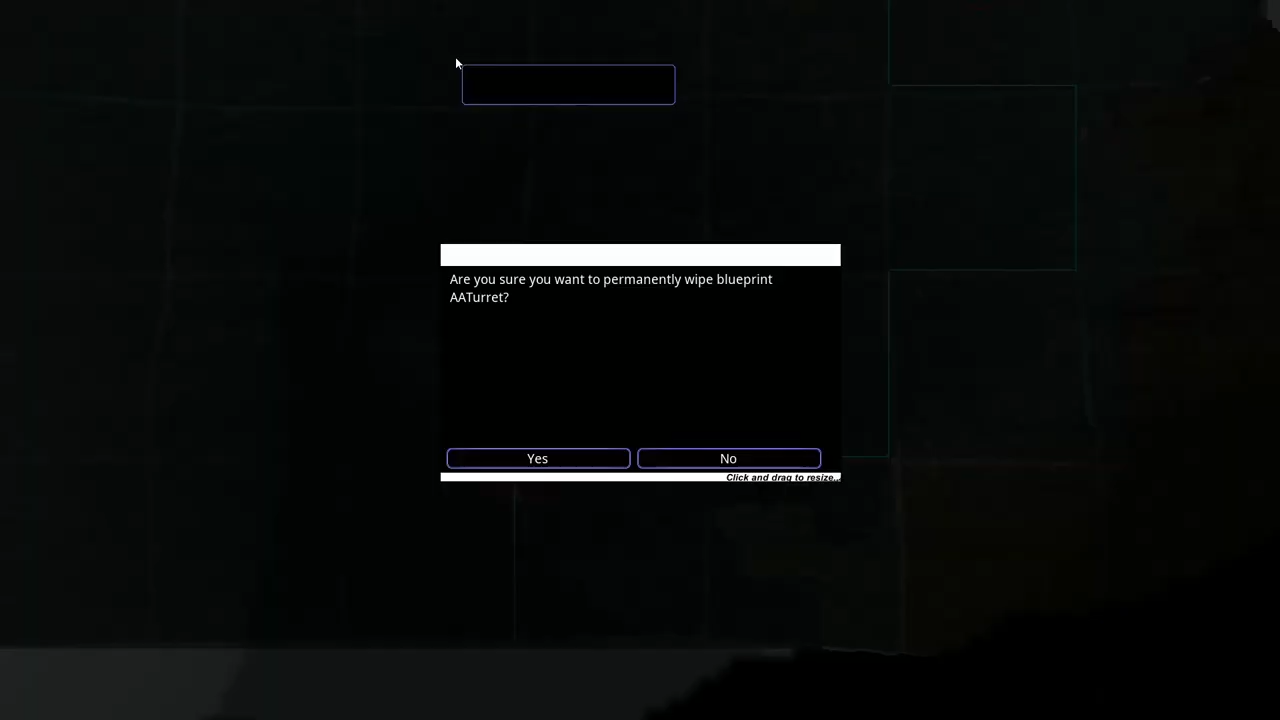 Are you sure you want to permanently wipe blueprint
AATurret?
Yes
No
Click and drag to resize...